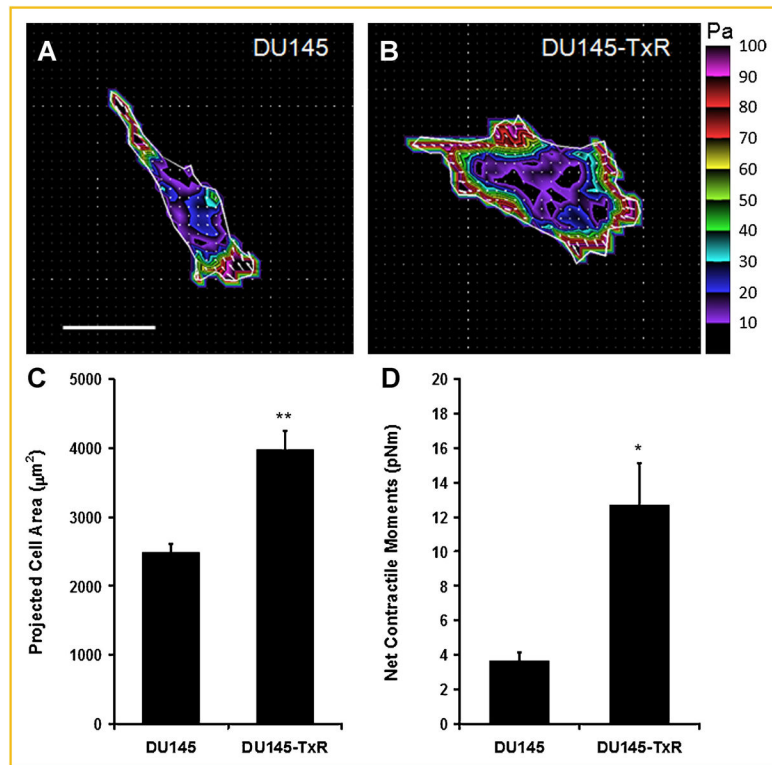 A
DU145
B
DU145-TxR
Pa
100
90
80
70
60
50
40
30
20
10
C
Projected Cell Area (μm²)
5000
4000
3000
2000
1000
0
**
DU145
DU145-TxR
D
Net Contractile Moments (pNm)
20
18
16
14
12
10
8
6
4
2
0
*
DU145
DU145-TxR